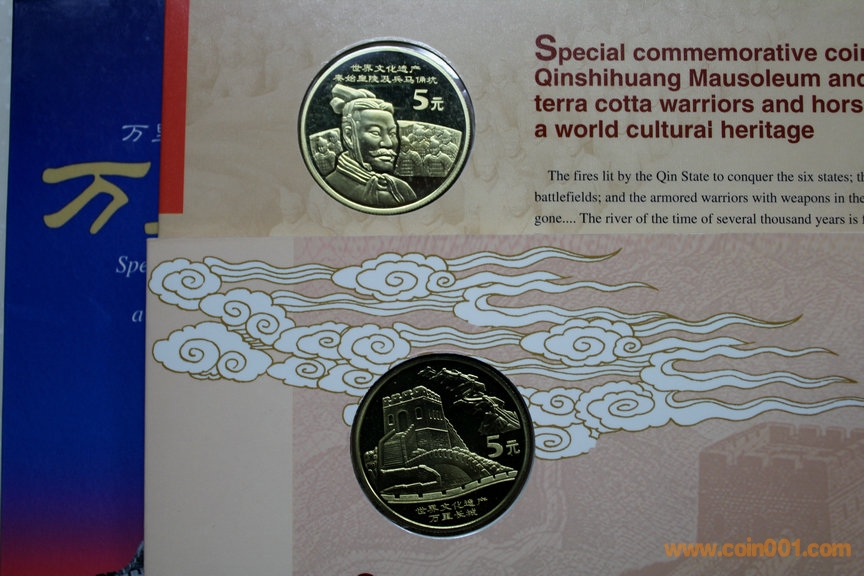 世界文化遗产
秦始皇陵及兵马俑坑
5元
Special commemorative coin
Qinshihuang Mausoleum and
terra cotta warriors and hors
a world cultural heritage
The fires lit by the Qin State to conquer the six states; th
battlefields; and the armored warriors with weapons in the
gone.... The river of the time of several thousand years is f
万里
万
Spe
a
5元
世界文化遗产
万里长城
www.coin001.com